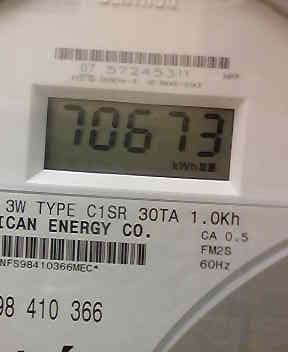 07 57245311
70673
kWh
3W TYPE C1SR 30TA 1.0Kh
ICAN ENERGY CO.
CA 0.5
FM2S
NFS98410366MEC*
60Hz
98 410 366